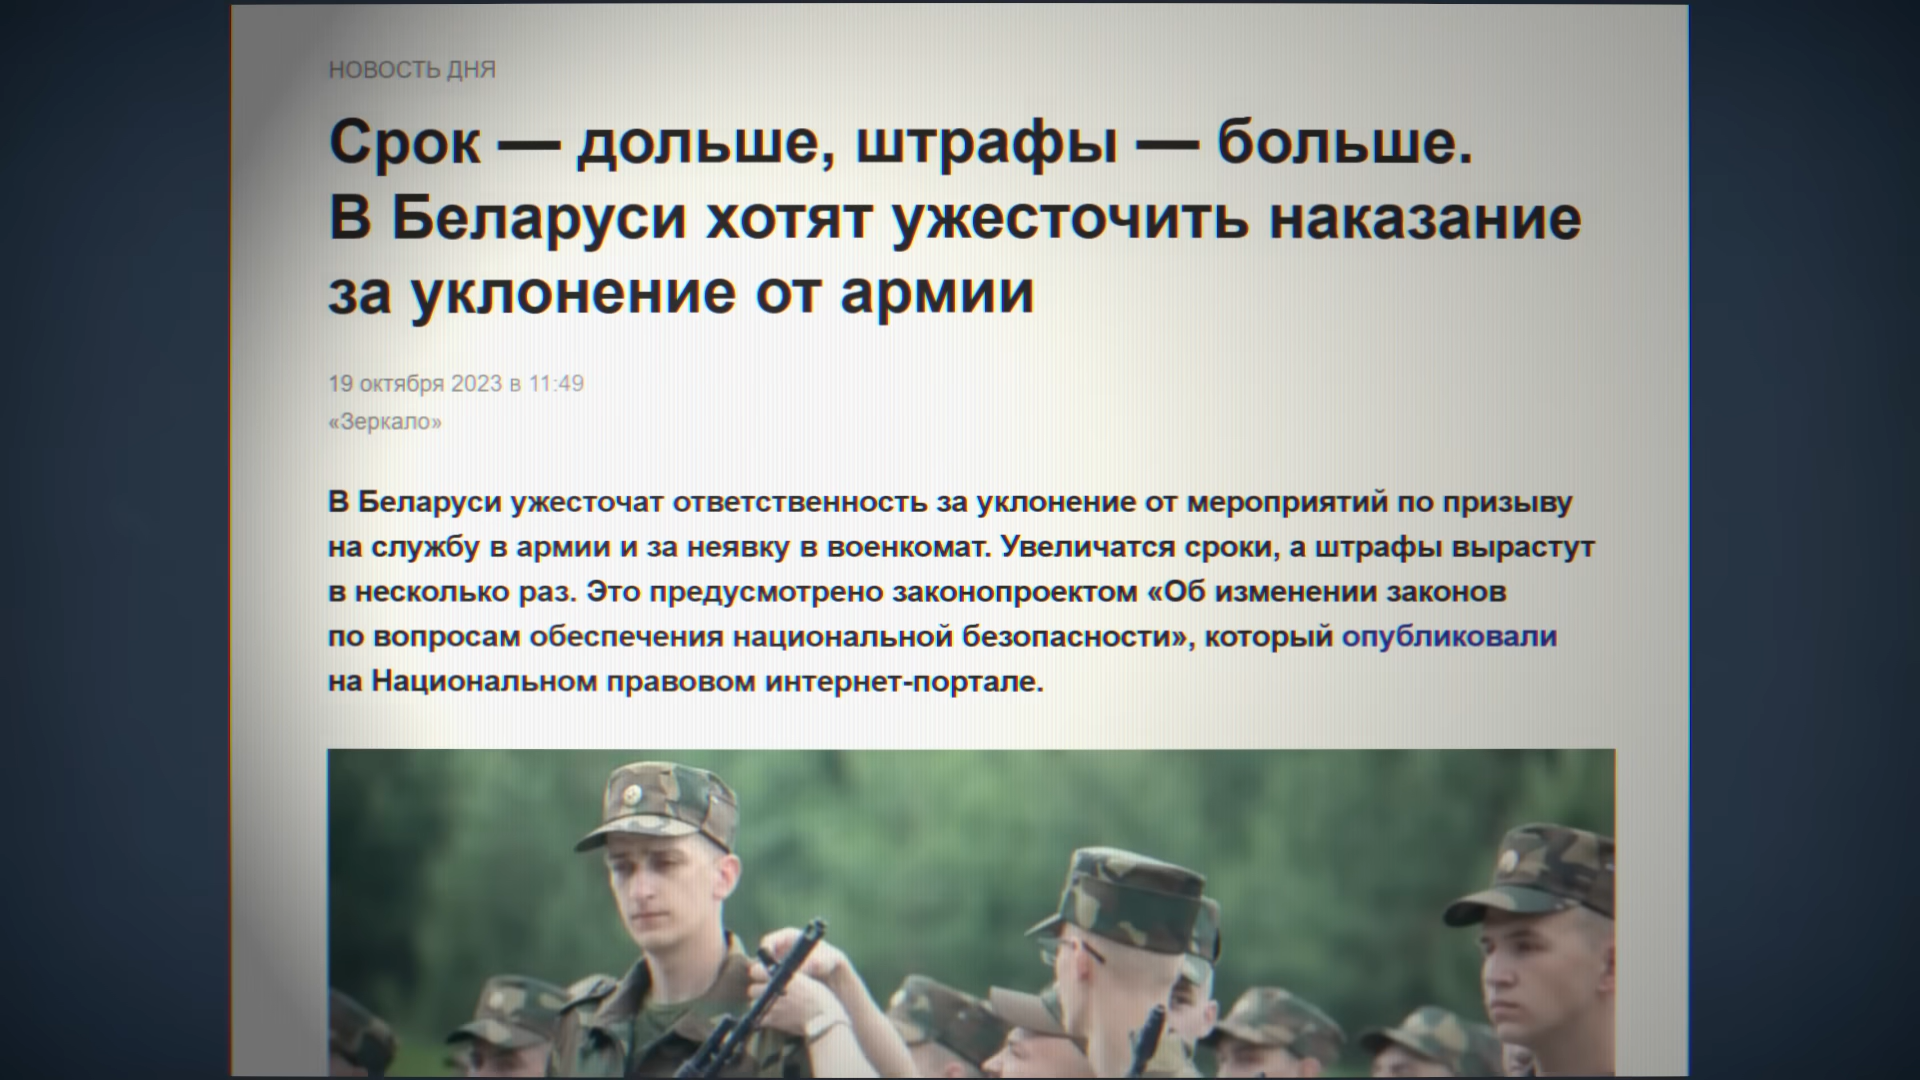 НОВОСТЬ ДНЯ
Срок — дольше, штрафы — больше.
В Беларуси хотят ужесточить наказание
за уклонение от армии
19 октября 2023 в 11:49
«Зеркало»
В Беларуси ужесточат ответственность за уклонение от мероприятий по призыву
на службу в армии и за неявку в военкомат. Увеличатся сроки, а штрафы вырастут
в несколько раз. Это предусмотрено законопроектом «Об изменении законов
по вопросам обеспечения национальной безопасности», который опубликовали
на Национальном правовом интернет-портале.